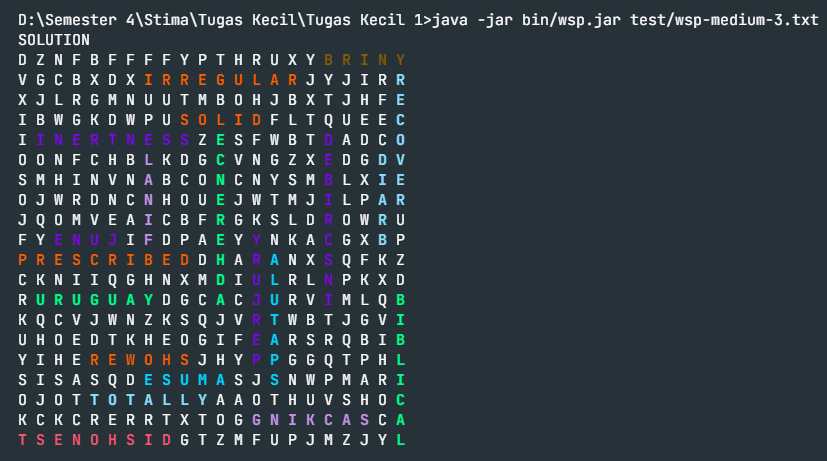 D:\Semester 4\Stima\Tugas Kecil\Tugas Kecil 1>java -jar bin/wsp.jar test/wsp-medium-3.txt
SOLUTION
D Z N F B F F F F Y P T H R U X Y B R I N Y
V G C B X D X I R R E G U L A R J Y J I R R
X J L R G M N U U T M B O H J B X T J H F E
I B W G K D W P U S O L I D F L T Q U E E C
I I N E R T N E S S Z E S F W B T D A D C O
O O N F C H B L K D G C V N G Z X E D G D V
S M H I N V N A B C O N C N Y S M B L X I E
O J W R D N C N H O U E J W T M J I L P A R
J Q O M V E A I C B F R G K S L D R O W R U
F Y E N U J I F D P A E Y Y N K A C G X B P
P R E S C R I B E D D H A R A N X S Q F K Z
C K N I I Q G H N X M D I U L R L N P K X D
R U R U G U A Y D G C A C J U R V I M L Q B
K Q C V J W N Z K S Q J V R T W B T J G V I
U H O E D T K H E O G I F E A R S R Q B I B
Y I H E R E W O H S J H Y P P G G Q T P H L
S I S A S Q D E S U M A S J S N W P M A R I
O J O T T O T A L L Y A A O T H U V S H O C
K C K C R E R R T X T O G G N I K C A S C A
T S E N O H S I D G T Z M F U P J M Z J Y L